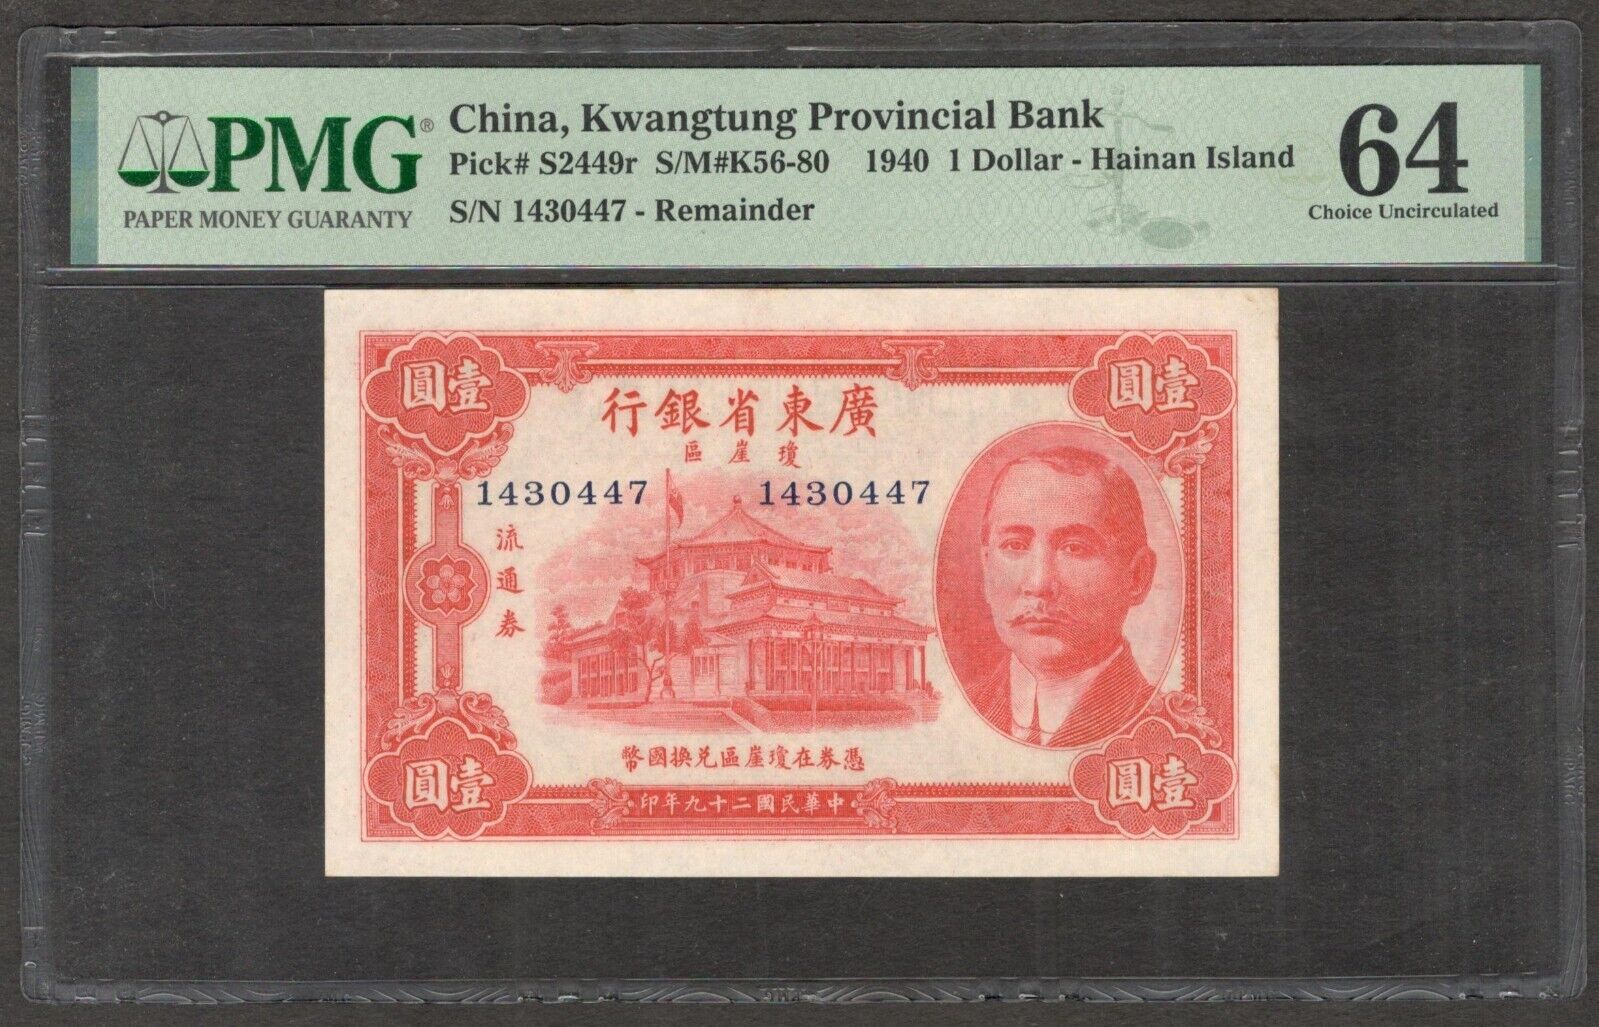 PMG®
PAPER MONEY GUARANTY
China, Kwangtung Provincial Bank
Pick# S2449r S/M#K56-80 1940 1 Dollar - Hainan Island
S/N 1430447 - Remainder
64
Choice Uncirculated
圓壹
圓壹
行銀省東廣
區崖瓊
1430447 1430447
流通券
幣國換兌區崖瓊在券憑
圓壹
圓壹
印年九十二國民華中